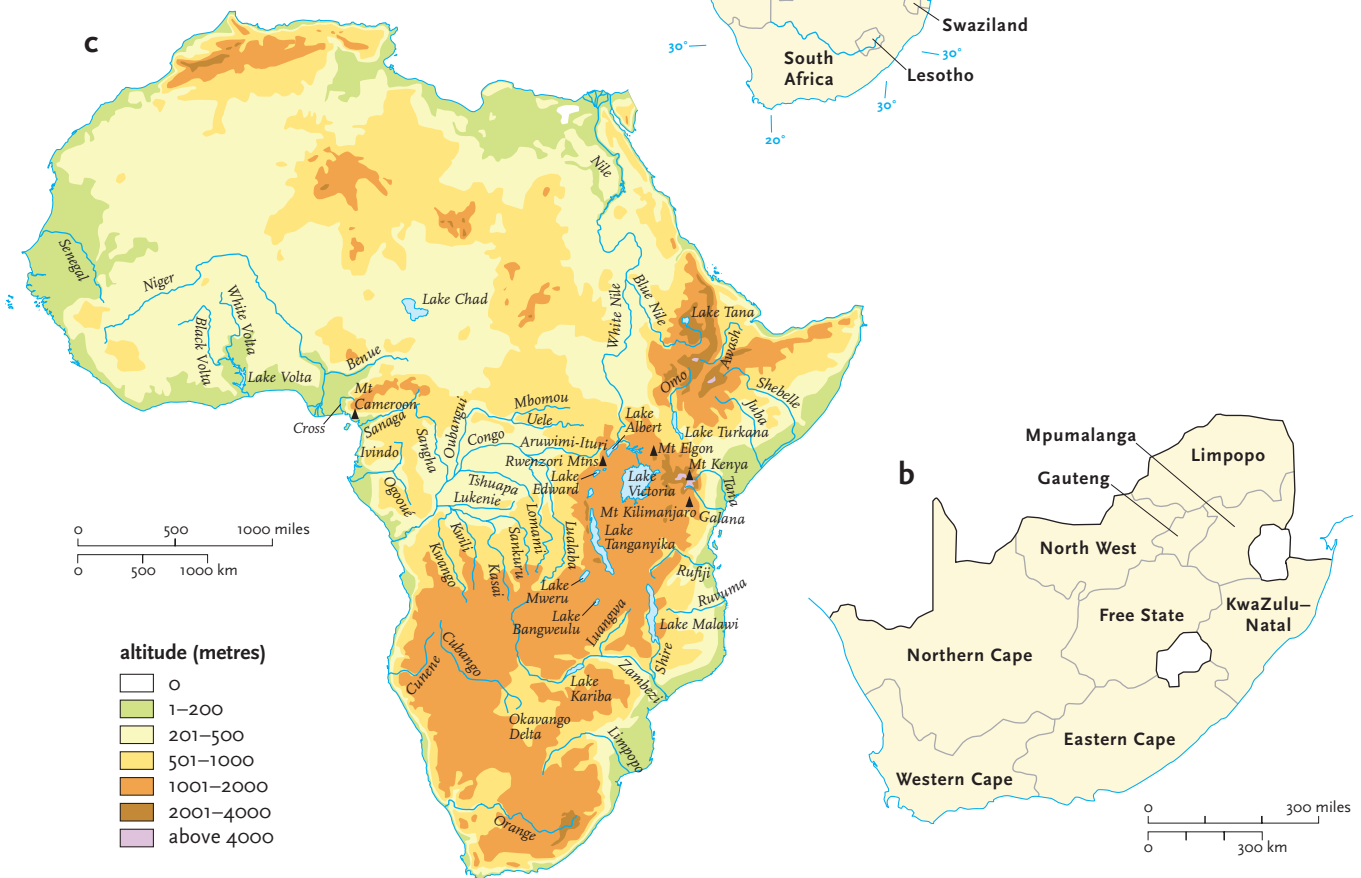 c
Nile
Senegal
Niger
White Volta
Black Volta
Lake Volta
Lake Chad
Benue
Mt
Cameroon
Cross
Sanaga
Ivindo
Ogooué
Sangha
Oubangui
Congo
Mbomou
Uele
Aruwimi-Ituri
Rwenzori Mtns
Lake
Edward
Lake
Albert
White Nile
Blue Nile
Lake Tana
Awash
Omo
Shebelle
Juba
Lake Turkana
Mt Elgon
Mt Kenya
Lake
Victoria
Tana
Mt Kilimanjaro
Galana
Tshuapa
Lukenie
Lomami
Lualaba
Sankuru
Kasai
Kwili
Kwango
Lake
Tanganyika
Lake
Mweru
Lake
Bangweulu
Rufiji
Ruvuma
Luangwa
Lake Malawi
Shire
Zambezi
Lake
Kariba
Cubango
Cunene
Okavango
Delta
Limpopo
Orange
0 500 1000 miles
0 500 1000 km
altitude (metres)
0
1–200
201–500
501–1000
1001–2000
2001–4000
above 4000
Swaziland
30°
30°
South
Africa
Lesotho
30°
20°
b
Mpumalanga
Gauteng
Limpopo
North West
Free State
KwaZulu–
Natal
Northern Cape
Eastern Cape
Western Cape
0 300 miles
0 300 km